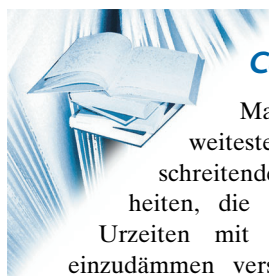 C
Ma
weiteste
schreitende
heiten, die
Urzeiten mit
einzudämmen vers